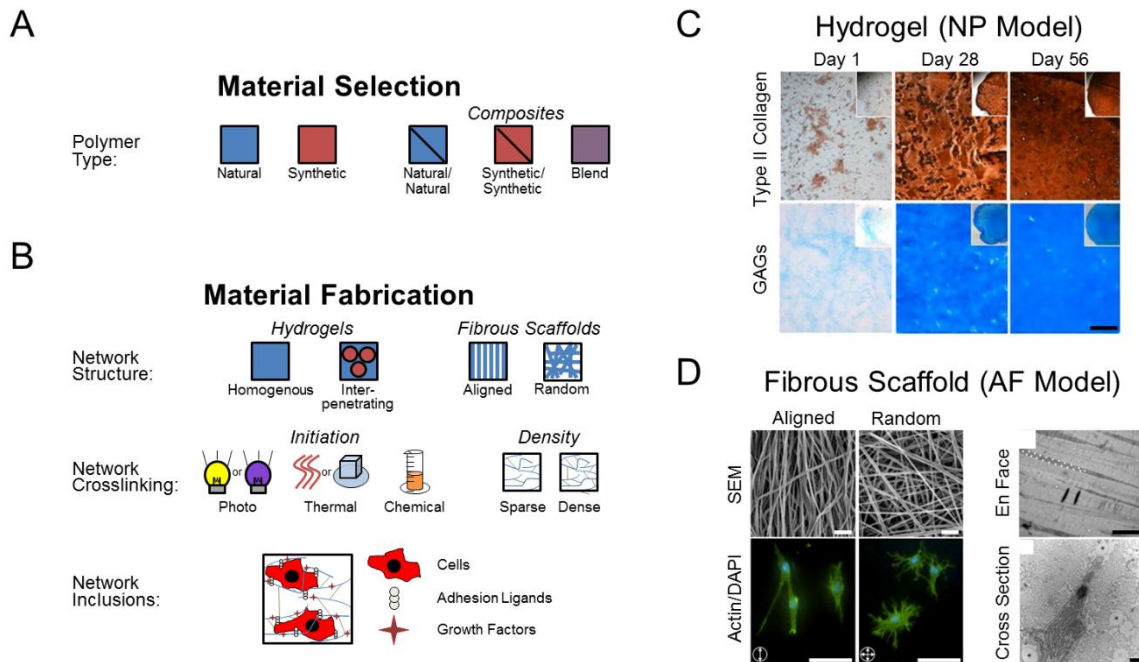 A
Material Selection
Composites
Polymer
Type:
Natural
Synthetic
Natural/
Natural
Synthetic/
Synthetic
Blend
B
Material Fabrication
Hydrogels
Fibrous Scaffolds
Network
Structure:
Homogenous
Inter-
penetrating
Aligned
Random
Initiation
Density
Network
Crosslinking:
or
or
Photo
Thermal
Chemical
Sparse
Dense
Network
Inclusions:
Cells
Adhesion Ligands
Growth Factors
C
Hydrogel (NP Model)
Day 1
Day 28
Day 56
Type II Collagen
GAGs
D
Fibrous Scaffold (AF Model)
Aligned
Random
SEM
En Face
Actin/DAPI
Cross Section